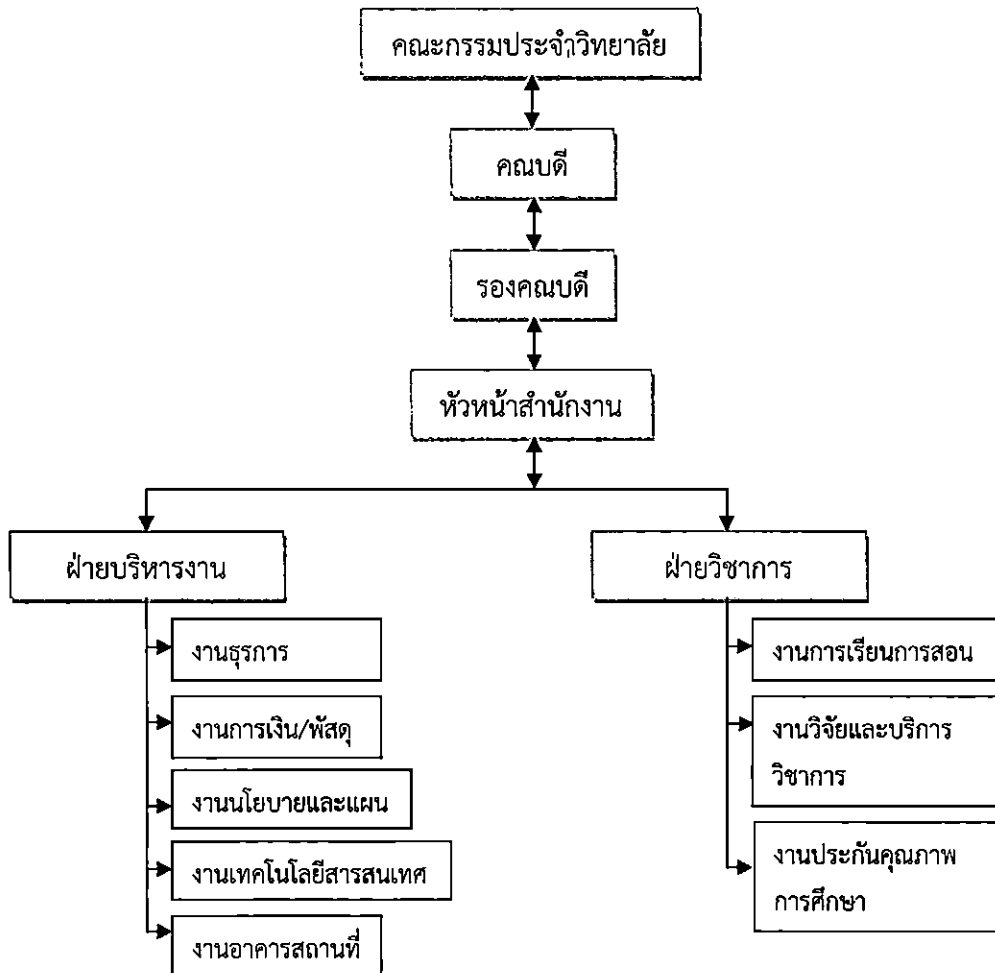 คณะกรรมประจำวิทยาลัย
คณบดี
รองคณบดี
หัวหน้าสำนักงาน
ฝ่ายบริหารงาน
งานธุรการ
งานการเงิน/พัสดุ
งานนโยบายและแผน
งานเทคโนโลยีสารสนเทศ
งานอาคารสถานที่
ฝ่ายวิชาการ
งานการเรียนการสอน
งานวิจัยและบริการ
วิชาการ
งานประกันคุณภาพ
การศึกษา